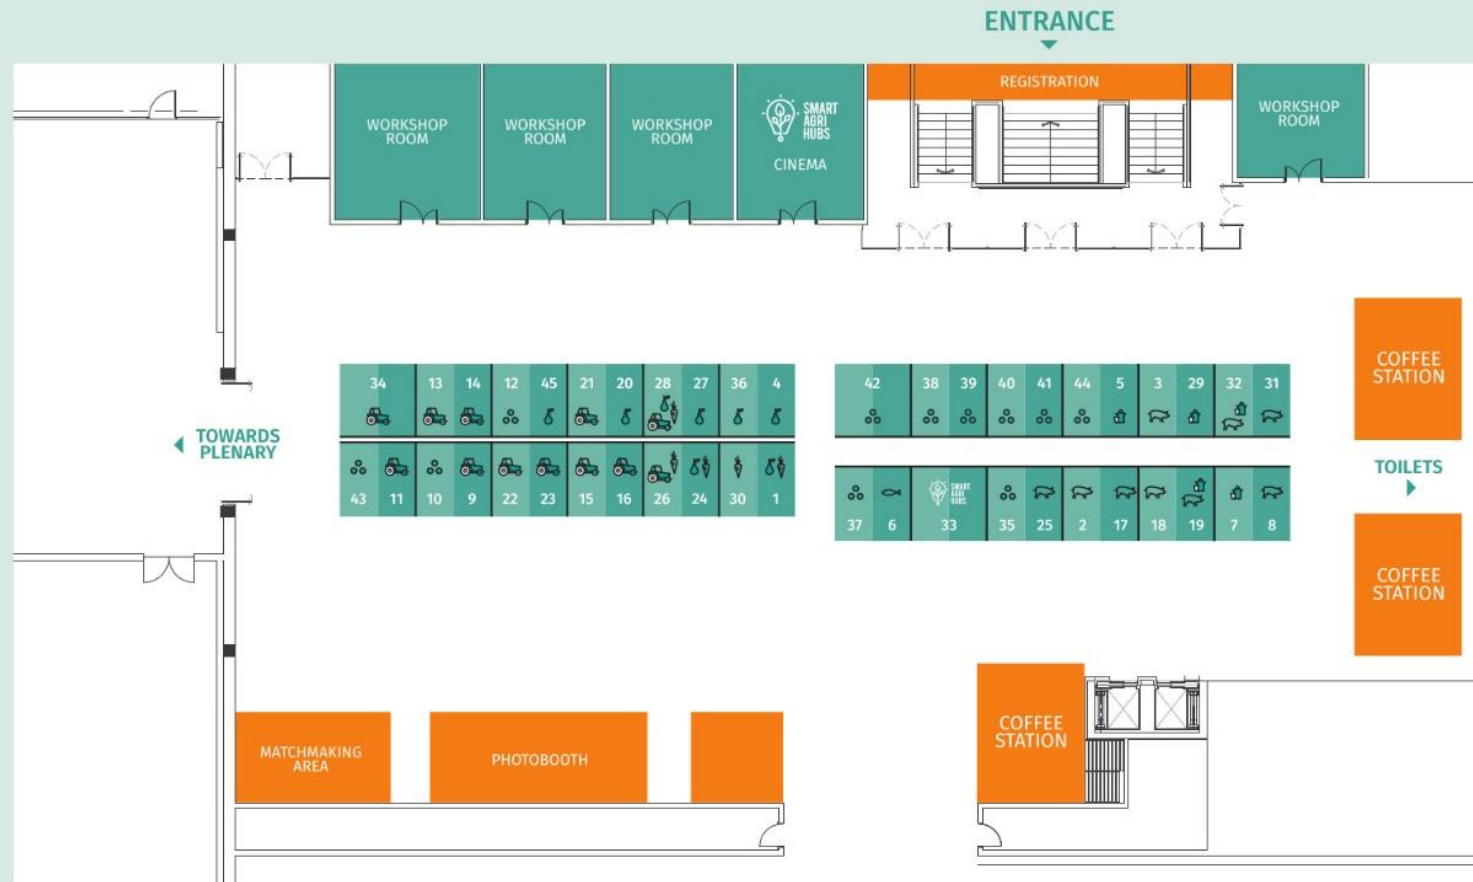 ENTRANCE
REGISTRATION
WORKSHOP
ROOM
WORKSHOP
ROOM
WORKSHOP
ROOM
SMART
AGRI
HUBS
CINEMA
WORKSHOP
ROOM
COFFEE
STATION
34 13 14 12 45 21 20 28 27 36 4
42 38 39 40 41 44 5 3 29 32 31
TOWARDS
PLENARY
43 11 10 9 22 23 15 16 26 24 30 1
SMART
AGRI
HUBS
37 6 33 35 25 2 17 18 19 7 8
TOILETS
COFFEE
STATION
MATCHMAKING
AREA
PHOTOBOOTH
COFFEE
STATION